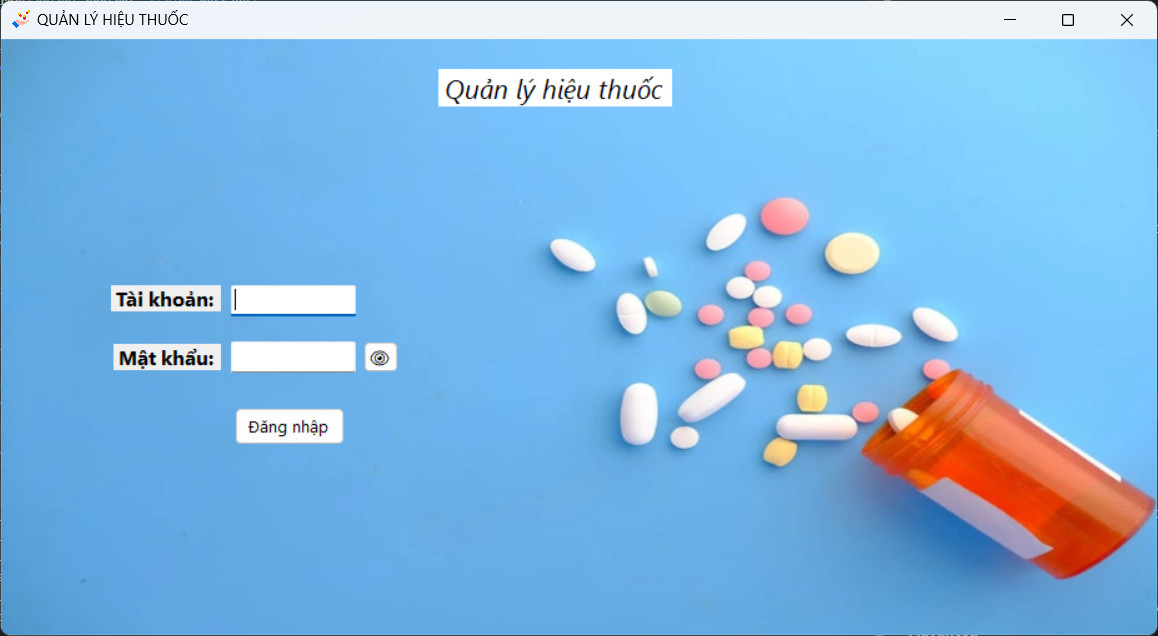 QUẢN LÝ HIỆU THUỐC
Quản lý hiệu thuốc
Tài khoản:
Mật khẩu:
Đăng nhập